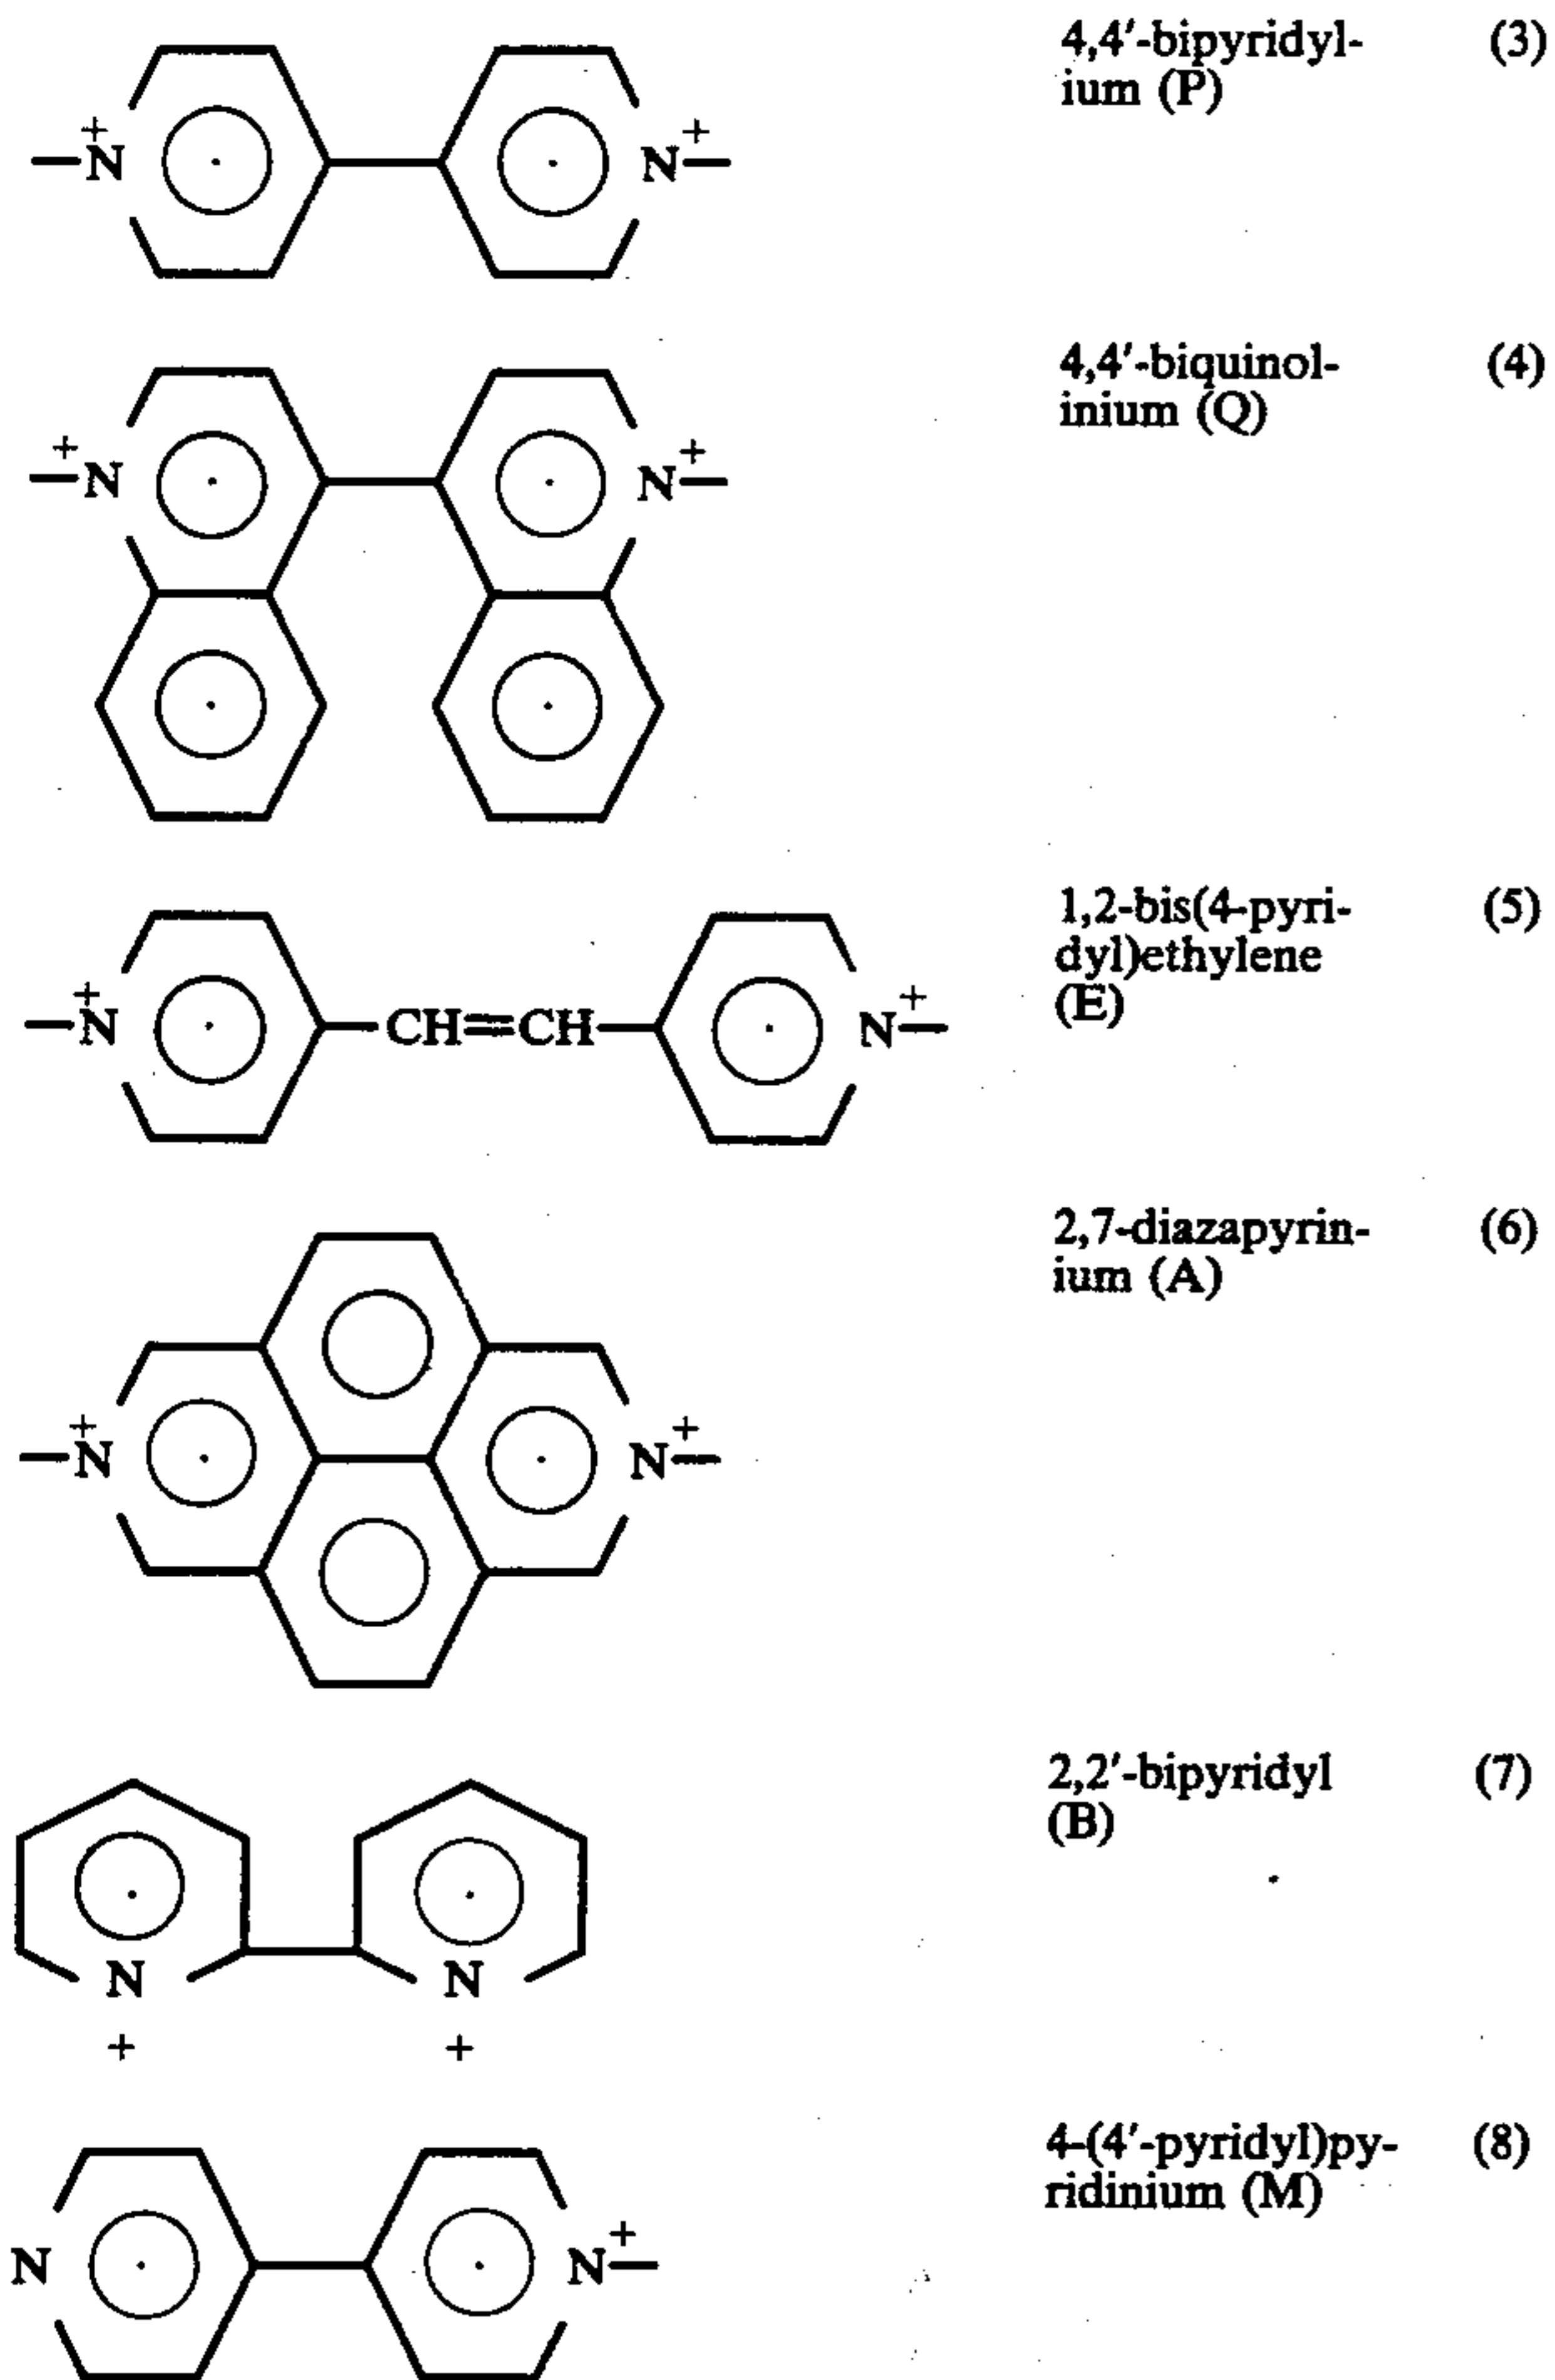 4,4'-bipyridyl- (3)
ium (P)
+ +
—N N—
4,4'-biquinol- (4)
inium (Q)
+ +
—N N—
1,2-bis(4-pyri- (5)
dyl)ethylene
(E)
+ +
—N CH=CH N—
2,7-diazapyrin- (6)
ium (A)
+ +
—N N—
2,2'-bipyridyl (7)
(B)
N N
+ +
4-(4'-pyridyl)py- (8)
ridinium (M)
+
N N—